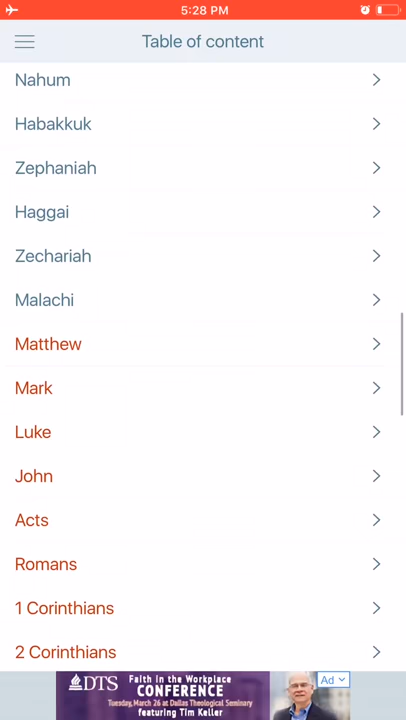 5:28 PM
Table of content
Nahum
Habakkuk
Zephaniah
Haggai
Zechariah
Malachi
Matthew
Mark
Luke
John
Acts
Romans
1 Corinthians
2 Corinthians
DTS
Faith in the Workplace
CONFERENCE
Tuesday, March 26 at Dallas Theological Seminary
featuring Tim Keller
Ad